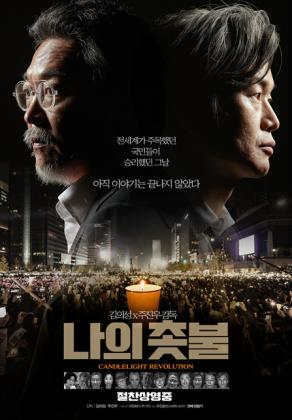 전세계가 주목했던
국민들이
승리했던 그날
아직 이야기는 끝나지 않았다
김의성 x 주진우 감독
나의 촛불
CANDLELIGHT REVOLUTION
절찬상영중